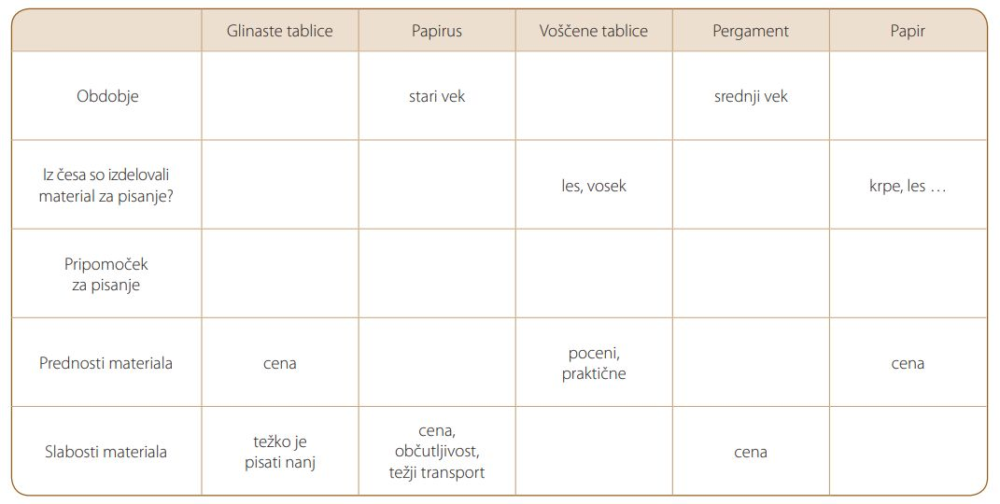 Glinaste tablice Papirus Voščene tablice Pergament Papir
Obdobje stari vek srednji vek
Iz česa so izdelovali
material za pisanje? les, vosek krpe, les …
Pripomoček
za pisanje
Prednosti materiala cena poceni,
praktične cena
Slabosti materiala težko je
pisati nanj cena,
občutljivost,
težji transport cena